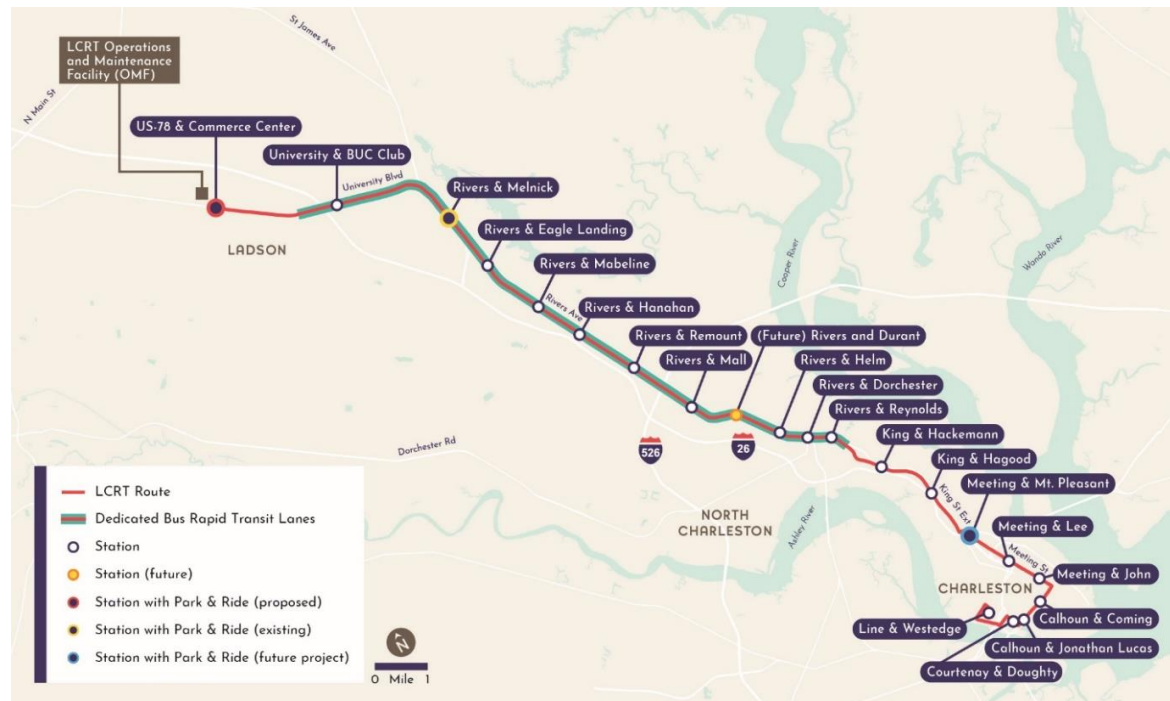 St James Ave
LCRT Operations
and Maintenance
Facility (OMF)
N Main St
US-78 & Commerce Center
University & BUC Club
University Blvd
Rivers & Melnick
LADSON
Rivers & Eagle Landing
Cooper River
Wando River
Rivers & Mabeline
Rivers Ave
Rivers & Hanahan
Rivers & Remount
(Future) Rivers and Durant
Rivers & Mall
Rivers & Helm
Rivers & Dorchester
Rivers & Reynolds
Dorchester Rd
526
26
King & Hackemann
King & Hagood
King St Ext
Meeting & Mt. Pleasant
NORTH
CHARLESTON
Ashley River
Meeting & Lee
Meeting St
Meeting & John
CHARLESTON
Calhoun & Coming
Line & Westedge
Calhoun & Jonathan Lucas
Courtenay & Doughty
LCRT Route
Dedicated Bus Rapid Transit Lanes
Station
Station (future)
Station with Park & Ride (proposed)
Station with Park & Ride (existing)
Station with Park & Ride (future project)
N
0 Mile 1